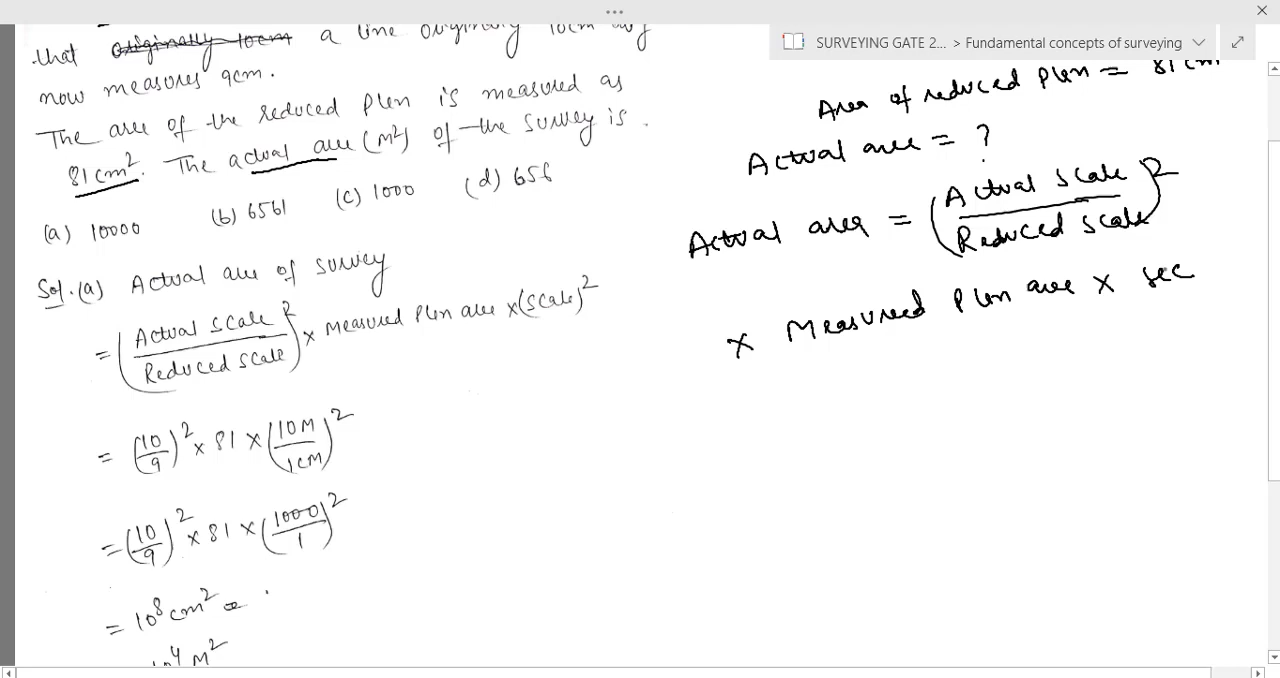 SURVEYING GATE 2... > Fundamental concepts of surveying
that originally 10cm a line originally 10cm
now measures 9cm.
The area of the reduced plan is measured as
81 cm². The actual area (m²) of the survey is.
(a) 10000 (b) 6561 (c) 1000 (d) 656
Sol. (a) Actual area of survey
= (Actual scale / Reduced scale)² × Measured Plan area × (Scale)²
= (10/9)² × 81 × (10M/1CM)²
= (10/9)² × 81 × (1000/1)²
= 10⁸ cm² =
10⁴ M²
Area of reduced plan = 81 cm
Actual area = ?
Actual area = (Actual scale / Reduced scale)²
× Measured Plan area × sec